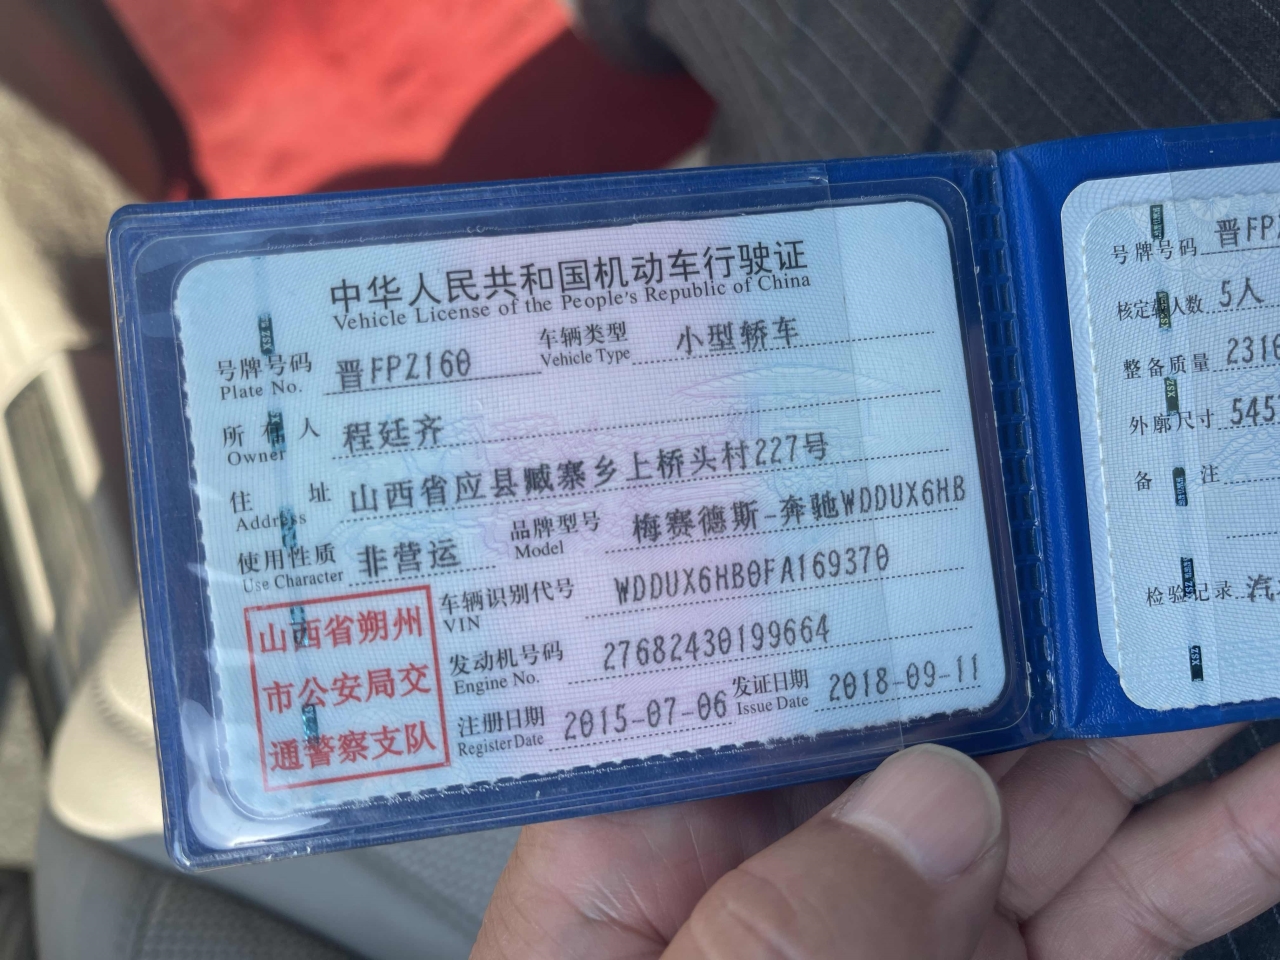 中华人民共和国机动车行驶证
Vehicle License of the People's Republic of China
号牌号码 晋FPZ160 车辆类型 小型轿车
Plate No. Vehicle Type
所有人 程廷齐
Owner
住址 山西省应县臧寨乡上桥头村227号
Address
使用性质 非营运 品牌型号 梅赛德斯-奔驰WDDUX6HB
Use Character Model
车辆识别代号 WDDUX6HB0FA169370
VIN
发动机号码 27682430199664
Engine No.
注册日期 2015-07-06 发证日期 2018-09-11
Register Date Issue Date
山西省朔州
市公安局交
通警察支队
号牌号码 晋FP
核定载人数 5人
整备质量 2310
外廓尺寸 545
备注
检验记录
XSZ
XSZ
XSZ